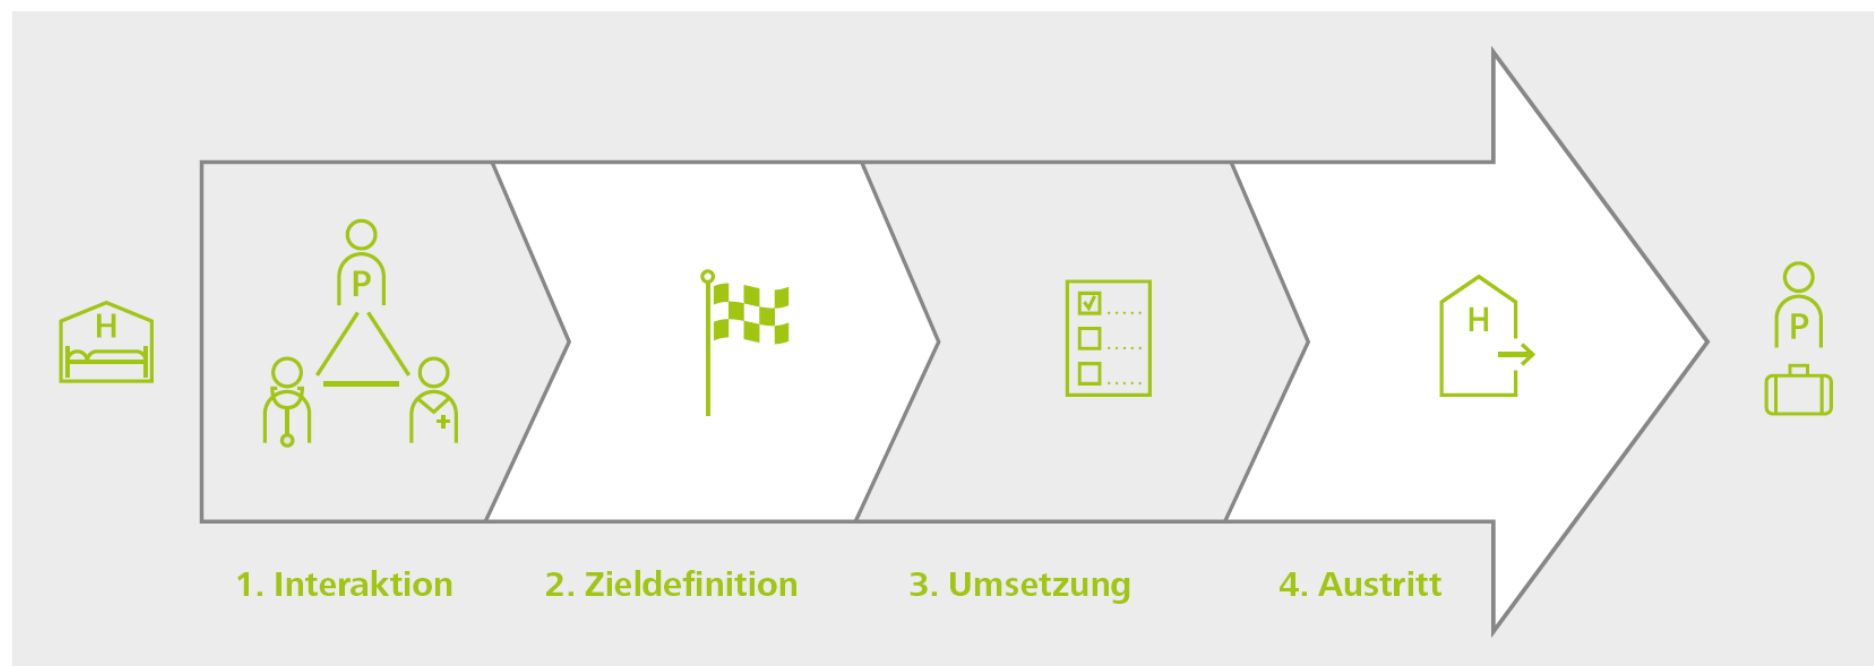 H
P
H
P
1. Interaktion
2. Zieldefinition
3. Umsetzung
4. Austritt